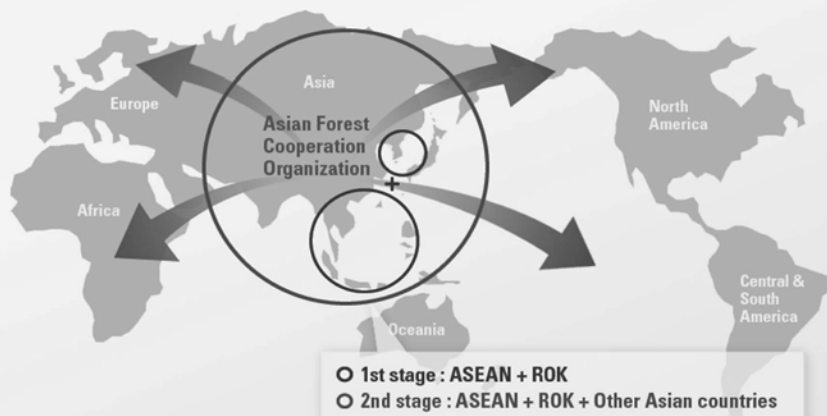 Asia
Europe
Asian Forest
Cooperation
Organization
North
America
+
Africa
Central &
South
America
Oceania
1st stage : ASEAN + ROK
2nd stage : ASEAN + ROK + Other Asian countries